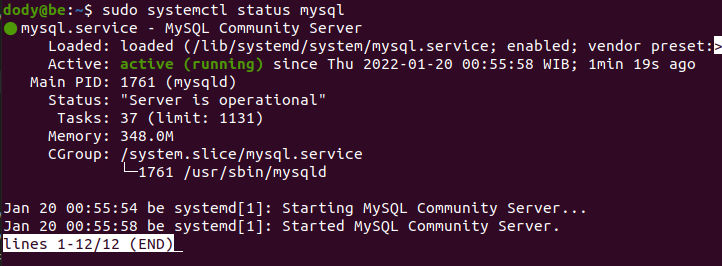 dody@be:~$ sudo systemctl status mysql
● mysql.service - MySQL Community Server
     Loaded: loaded (/lib/systemd/system/mysql.service; enabled; vendor preset:>
     Active: active (running) since Thu 2022-01-20 00:55:58 WIB; 1min 19s ago
   Main PID: 1761 (mysqld)
     Status: "Server is operational"
      Tasks: 37 (limit: 1131)
     Memory: 348.0M
     CGroup: /system.slice/mysql.service
             └─1761 /usr/sbin/mysqld

Jan 20 00:55:54 be systemd[1]: Starting MySQL Community Server...
Jan 20 00:55:58 be systemd[1]: Started MySQL Community Server.
lines 1-12/12 (END)